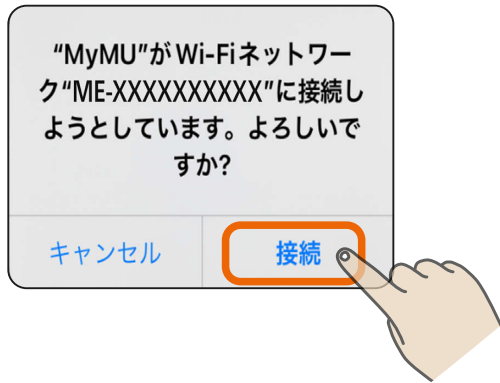 “MyMU”がWi-Fiネットワー
ク“ME-XXXXXXXXXX”に接続し
ようとしています。よろしいで
すか?
キャンセル
接続